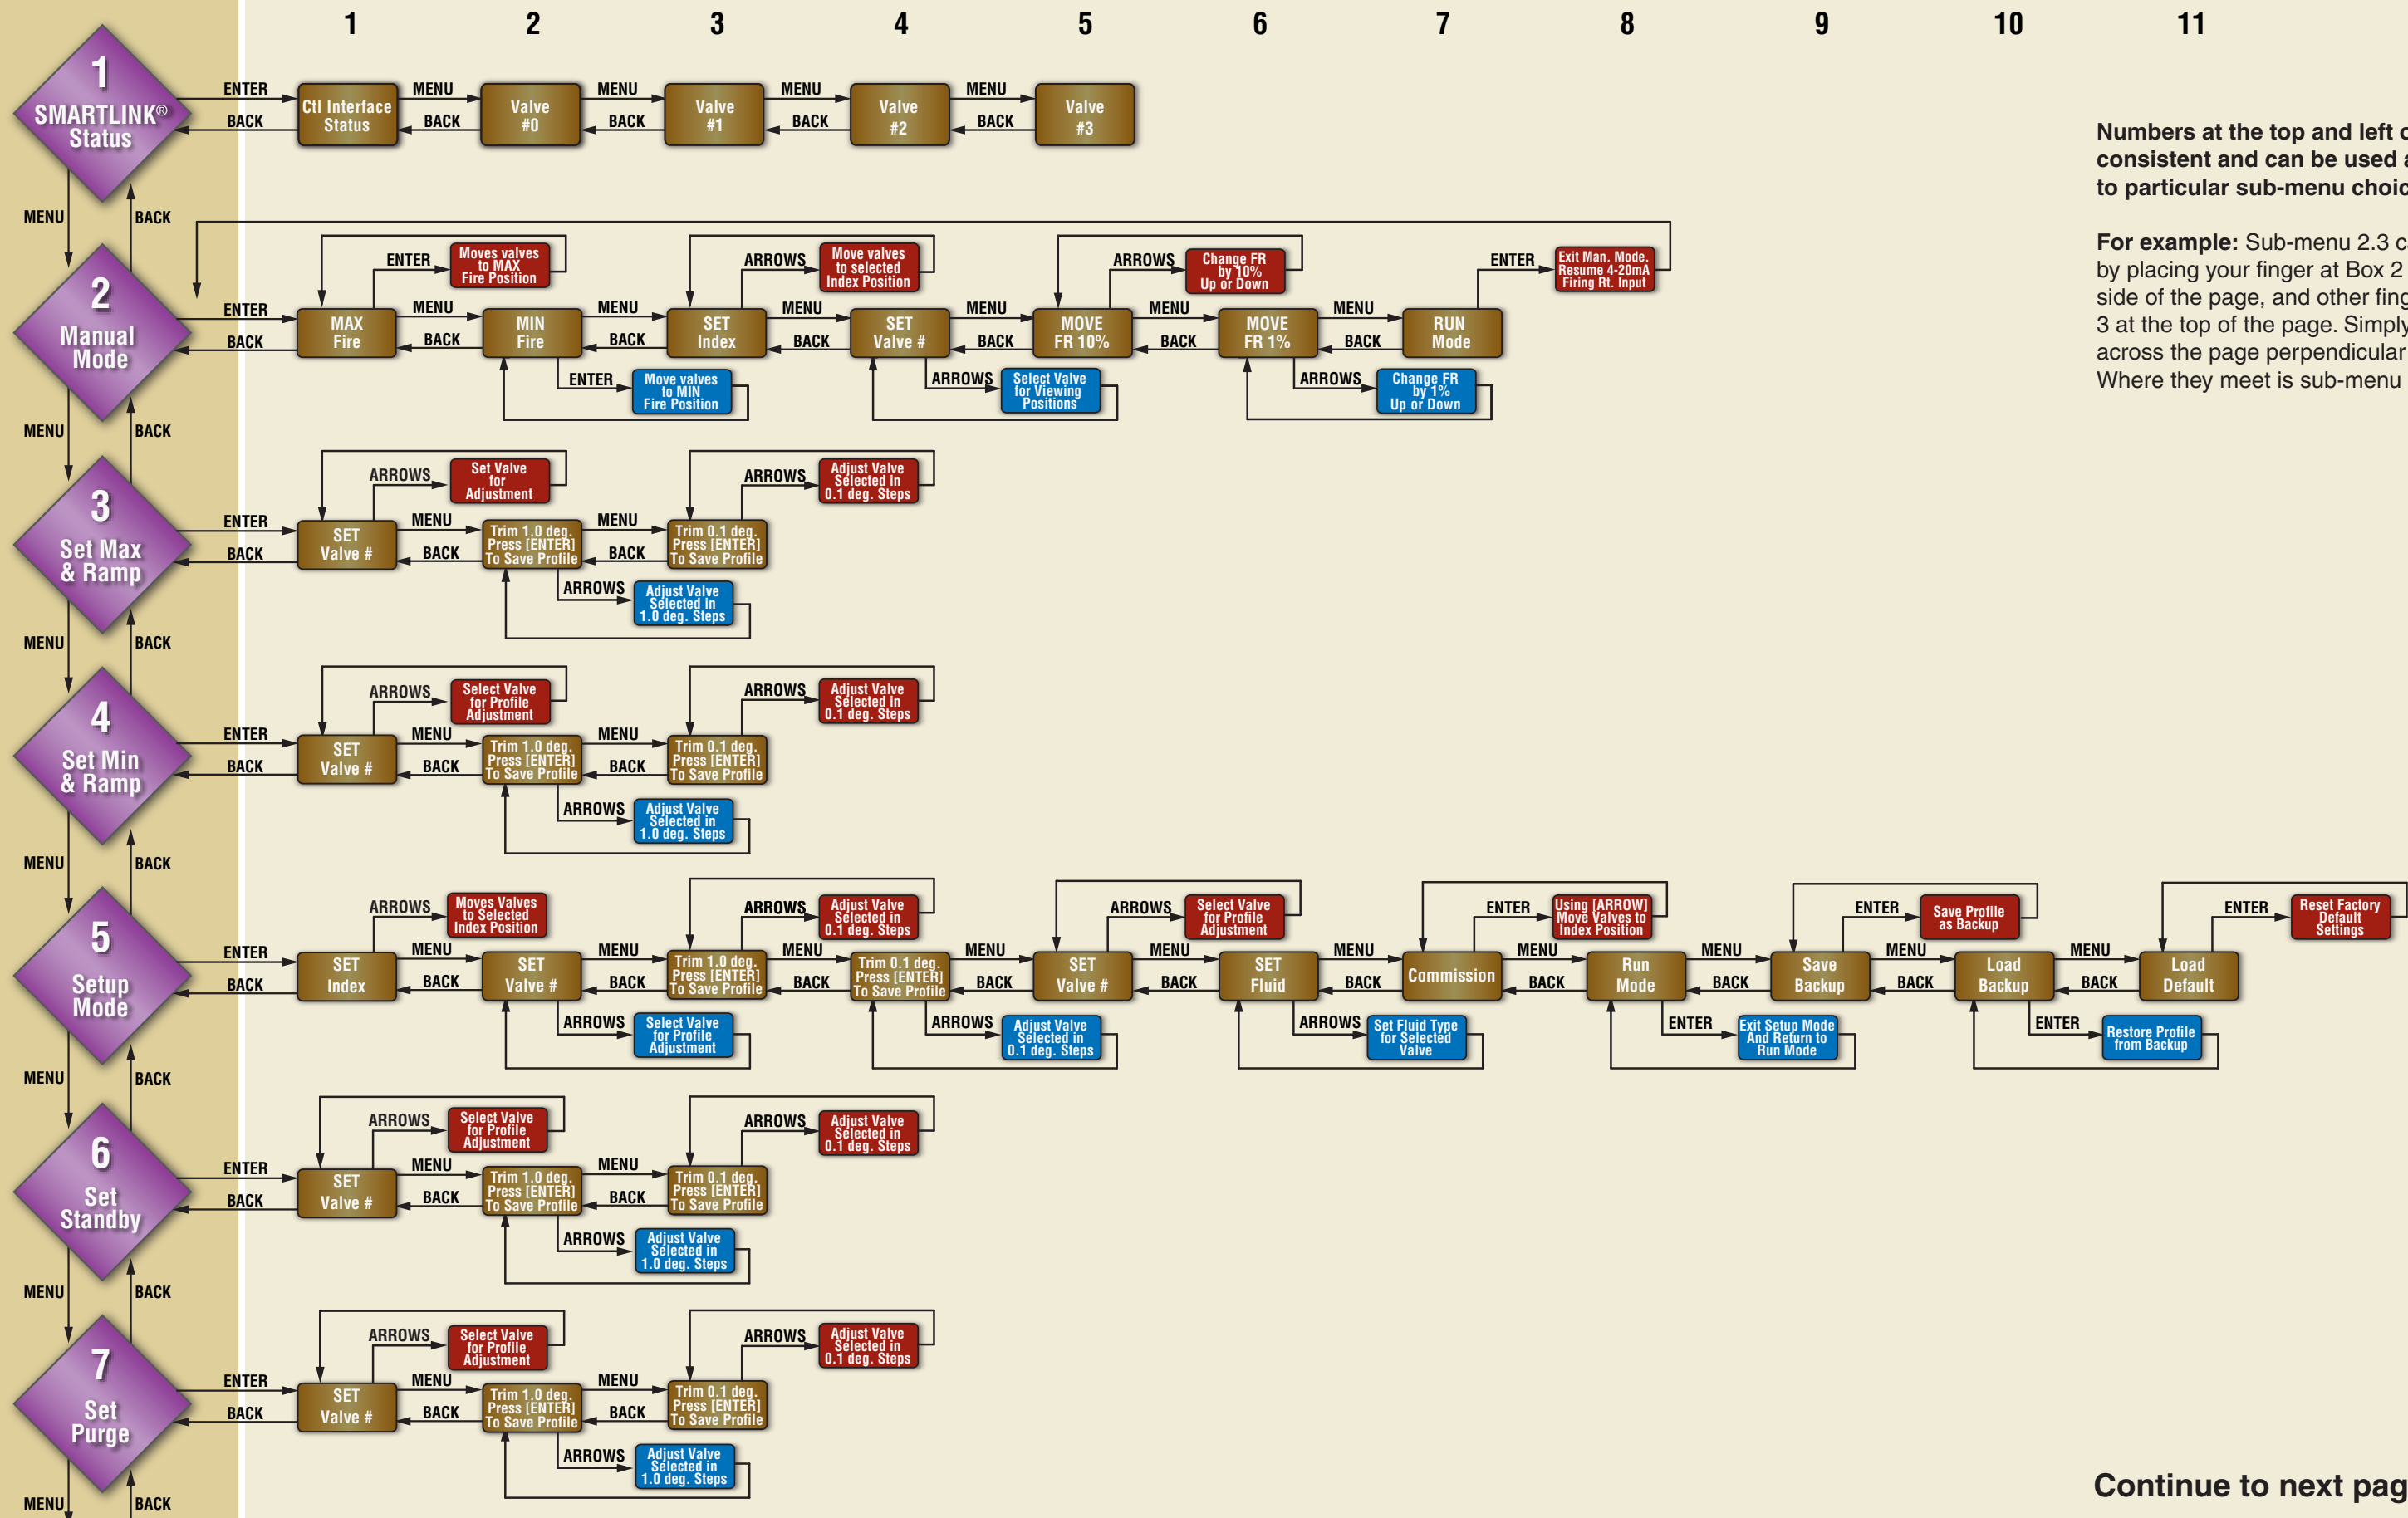 1 2 3 4 5 6 7 8 9 10 11
1
SMARTLINK®
Status
ENTER
BACK
Ctl Interface
Status
MENU
BACK
Valve
#0
MENU
BACK
Valve
#1
MENU
BACK
Valve
#2
MENU
BACK
Valve
#3
Numbers at the top and left
consistent and can be used
to particular sub-menu
For example: Sub-menu 2.3
by placing your finger at Box 2
side of the page, and other
3 at the top of the page. Simply
across the page perpendicular
Where they meet is sub-menu
MENU
BACK
2
Manual
Mode
ENTER
BACK
MAX
Fire
ENTER
Moves valves
to MAX
Fire Position
MENU
BACK
MIN
Fire
ENTER
Move valves
to MIN
Fire Position
MENU
BACK
SET
Index
ARROWS
Move valves
to selected
Index Position
MENU
BACK
SET
Valve #
ARROWS
Select Valve
for Viewing
Positions
MENU
BACK
MOVE
FR 10%
ARROWS
Change FR
by 10%
Up or Down
MENU
BACK
MOVE
FR 1%
ARROWS
Change FR
by 1%
Up or Down
MENU
BACK
RUN
Mode
ENTER
Exit Man. Mode.
Resume 4-20mA
Firing Rt. Input
MENU
BACK
3
Set Max
& Ramp
ENTER
BACK
SET
Valve #
ARROWS
Set Valve
for
Adjustment
MENU
BACK
Trim 1.0 deg.
Press [ENTER]
To Save Profile
ARROWS
Adjust Valve
Selected in
1.0 deg. Steps
MENU
BACK
Trim 0.1 deg.
Press [ENTER]
To Save Profile
ARROWS
Adjust Valve
Selected in
0.1 deg. Steps
MENU
BACK
4
Set Min
& Ramp
ENTER
BACK
SET
Valve #
ARROWS
Select Valve
for Profile
Adjustment
MENU
BACK
Trim 1.0 deg.
Press [ENTER]
To Save Profile
ARROWS
Adjust Valve
Selected in
1.0 deg. Steps
MENU
BACK
Trim 0.1 deg.
Press [ENTER]
To Save Profile
ARROWS
Adjust Valve
Selected in
0.1 deg. Steps
MENU
BACK
5
Setup
Mode
ENTER
BACK
SET
Index
ARROWS
Moves Valves
to Selected
Index Position
MENU
BACK
SET
Valve #
ARROWS
Select Valve
for Profile
Adjustment
MENU
BACK
Trim 1.0 deg.
Press [ENTER]
To Save Profile
ARROWS
Adjust Valve
Selected in
0.1 deg. Steps
MENU
BACK
Trim 0.1 deg.
Press [ENTER]
To Save Profile
ARROWS
Adjust Valve
Selected in
0.1 deg. Steps
MENU
BACK
SET
Valve #
ARROWS
Select Valve
for Profile
Adjustment
MENU
BACK
SET
Fluid
ARROWS
Set Fluid Type
for Selected
Valve
MENU
BACK
Commission
ENTER
Using [ARROW]
Move Valves to
Index Position
MENU
BACK
Run
Mode
ENTER
Exit Setup Mode
And Return to
Run Mode
MENU
BACK
Save
Backup
ENTER
Save Profile
as Backup
MENU
BACK
Load
Backup
ENTER
Restore Profile
from Backup
MENU
BACK
Load
Default
ENTER
Reset Factory
Default
Settings
MENU
BACK
6
Set
Standby
ENTER
BACK
SET
Valve #
ARROWS
Select Valve
for Profile
Adjustment
MENU
BACK
Trim 1.0 deg.
Press [ENTER]
To Save Profile
ARROWS
Adjust Valve
Selected in
1.0 deg. Steps
MENU
BACK
Trim 0.1 deg.
Press [ENTER]
To Save Profile
ARROWS
Adjust Valve
Selected in
0.1 deg. Steps
MENU
BACK
7
Set
Purge
ENTER
BACK
SET
Valve #
ARROWS
Select Valve
for Profile
Adjustment
MENU
BACK
Trim 1.0 deg.
Press [ENTER]
To Save Profile
ARROWS
Adjust Valve
Selected in
1.0 deg. Steps
MENU
BACK
Trim 0.1 deg.
Press [ENTER]
To Save Profile
ARROWS
Adjust Valve
Selected in
0.1 deg. Steps
MENU
BACK
Continue to next pag